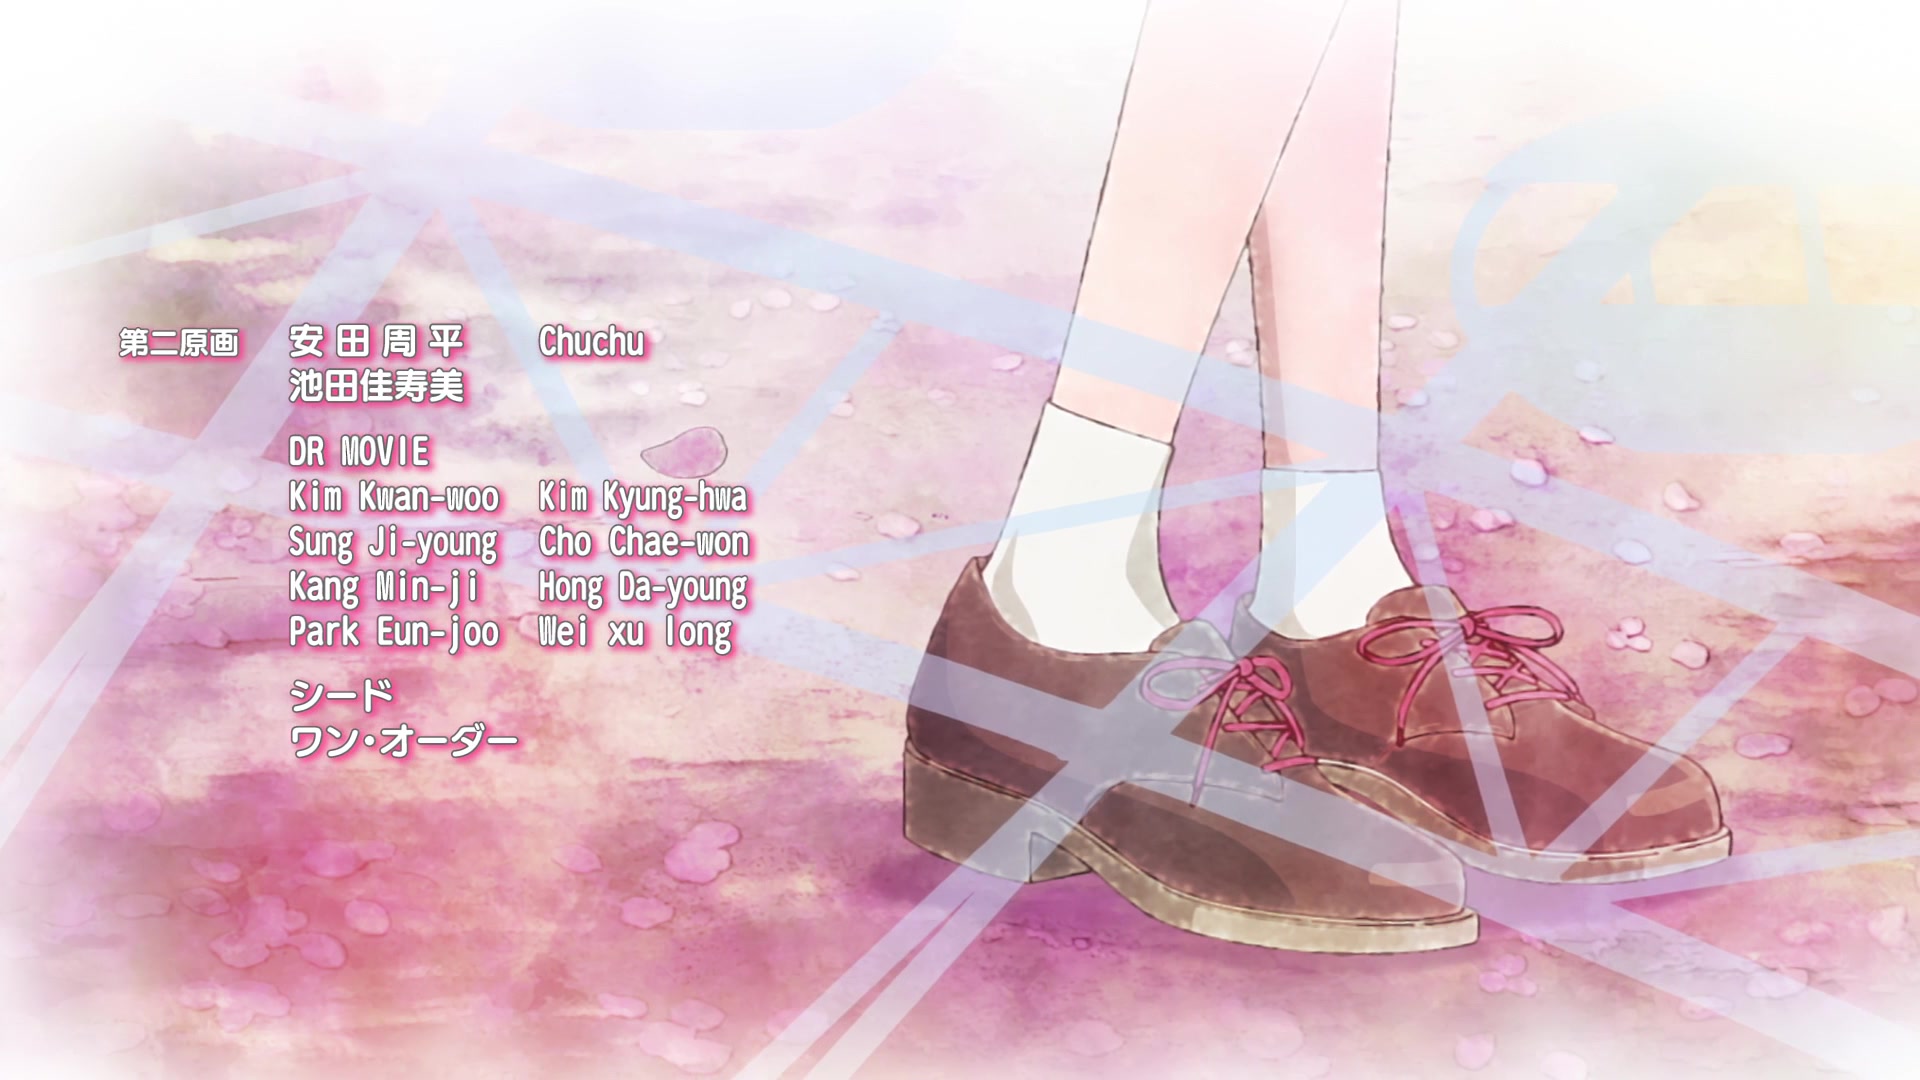 第二原画 安田周平 Chuchu
池田佳寿美
DR MOVIE
Kim Kwan-woo Kim Kyung-hwa
Sung Ji-young Cho Chae-won
Kang Min-ji Hong Da-young
Park Eun-joo Wei xu long
シード
ワン・オーダー